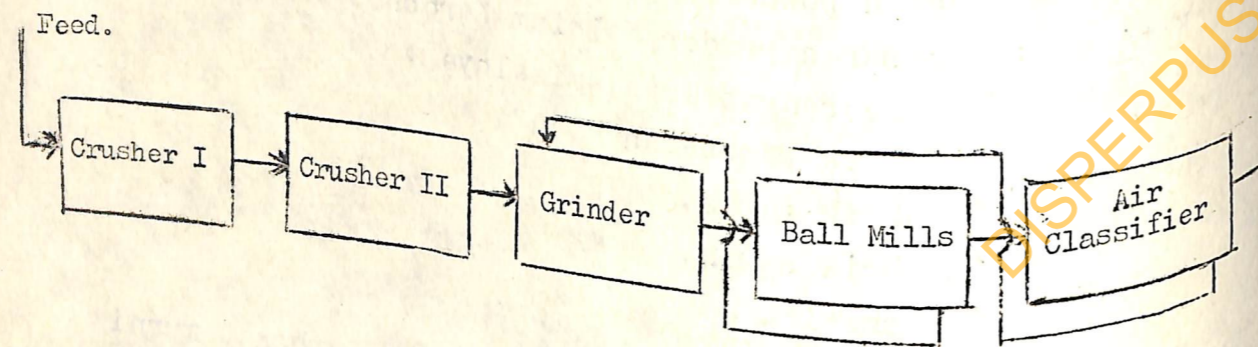 Feed.
Crusher I
Crusher II
Grinder
Ball Mills
Air
Classifier
DISPERPUS